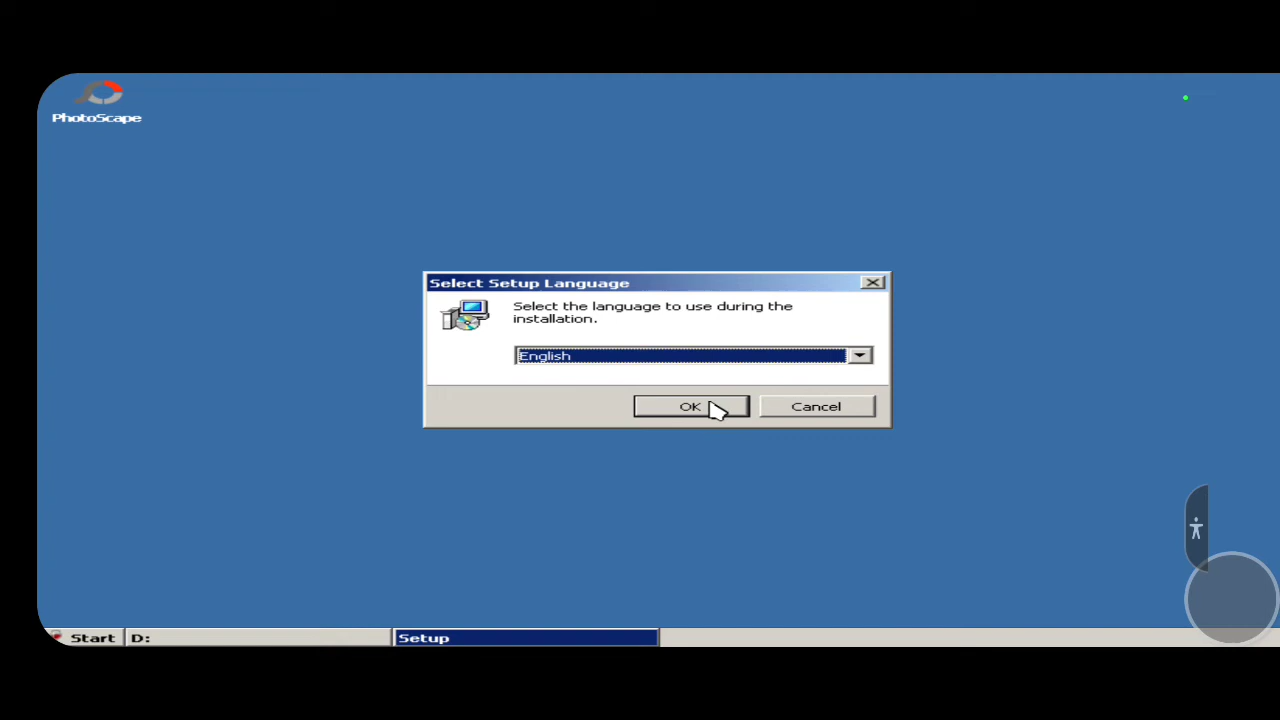 PhotoScape
Select Setup Language
Select the language to use during the
installation.
English
OK
Cancel
Start
D:
Setup